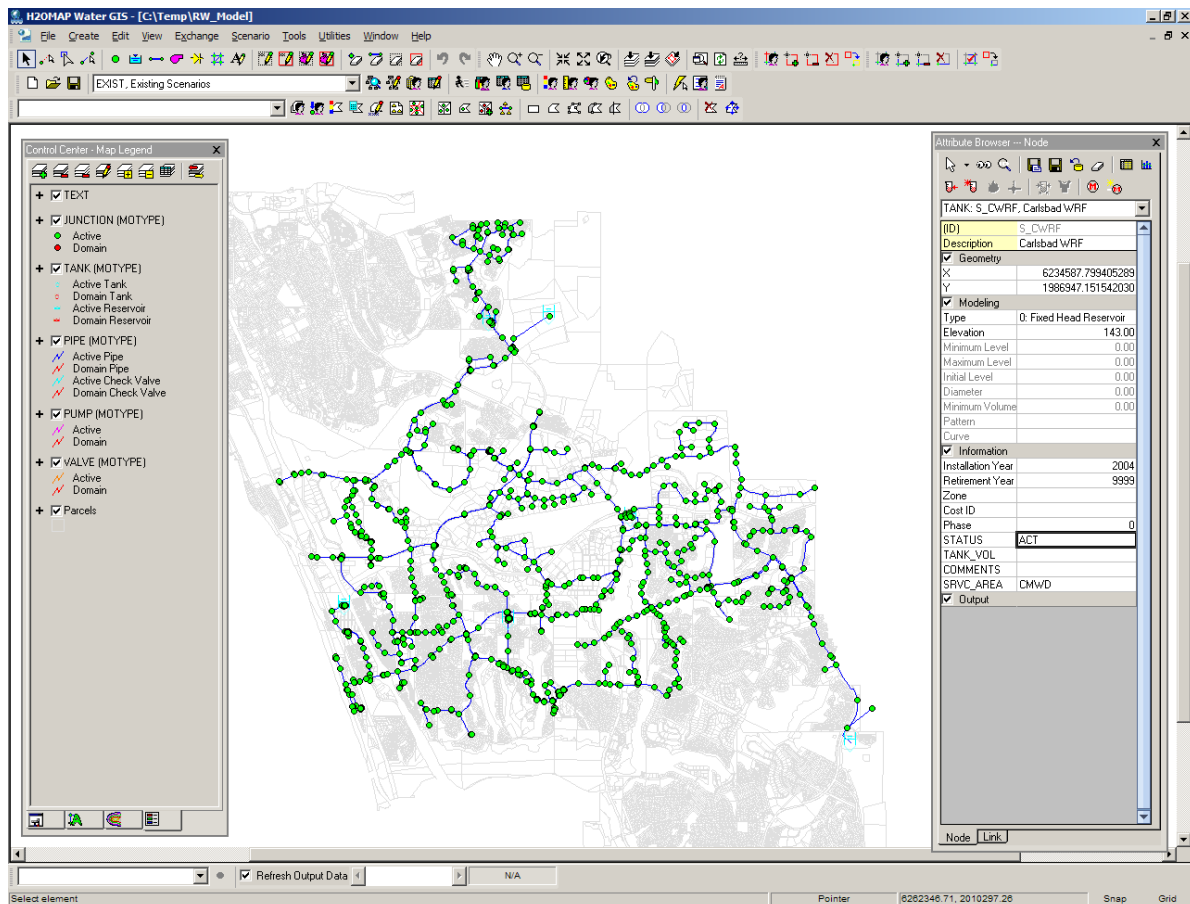 H2OMAP Water GIS - [C:\Temp\RW_Model]
File Create Edit View Exchange Scenario Tools Utilities Window Help
EXIST, Existing Scenarios
Control Center - Map Legend
TEXT
JUNCTION (MOTYPE)
Active
Domain
TANK (MOTYPE)
Active Tank
Domain Tank
Active Reservoir
Domain Reservoir
PIPE (MOTYPE)
Active Pipe
Domain Pipe
Active Check Valve
Domain Check Valve
PUMP (MOTYPE)
Active
Domain
VALVE (MOTYPE)
Active
Domain
Parcels
Attribute Browser --- Node
TANK: S_CWRF, Carlsbad WRF
(ID) S_CWRF
Description Carlsbad WRF
Geometry
X 6234587.799405289
Y 1986947.151542030
Modeling
Type 0: Fixed Head Reservoir
Elevation 143.00
Minimum Level 0.00
Maximum Level 0.00
Initial Level 0.00
Diameter 0.00
Minimum Volume 0.00
Pattern
Curve
Information
Installation Year 2004
Retirement Year 9999
Zone
Cost ID
Phase 0
STATUS ACT
TANK_VOL
COMMENTS
SRVC_AREA CMWD
Output
Node Link
Refresh Output Data N/A
Select element Pointer 6262346.71, 2010297.26 Snap Grid